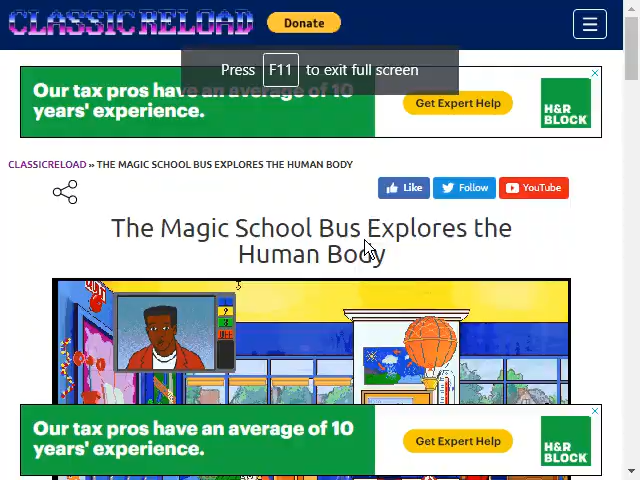 CLASSIC RELOAD
Donate
Press F11 to exit full screen
Our tax pros have an average of 10
years' experience.
Get Expert Help
H&R
BLOCK
CLASSICRELOAD » THE MAGIC SCHOOL BUS EXPLORES THE HUMAN BODY
Like
Follow
YouTube
The Magic School Bus Explores the
Human Body
Our tax pros have an average of 10
years' experience.
Get Expert Help
H&R
BLOCK